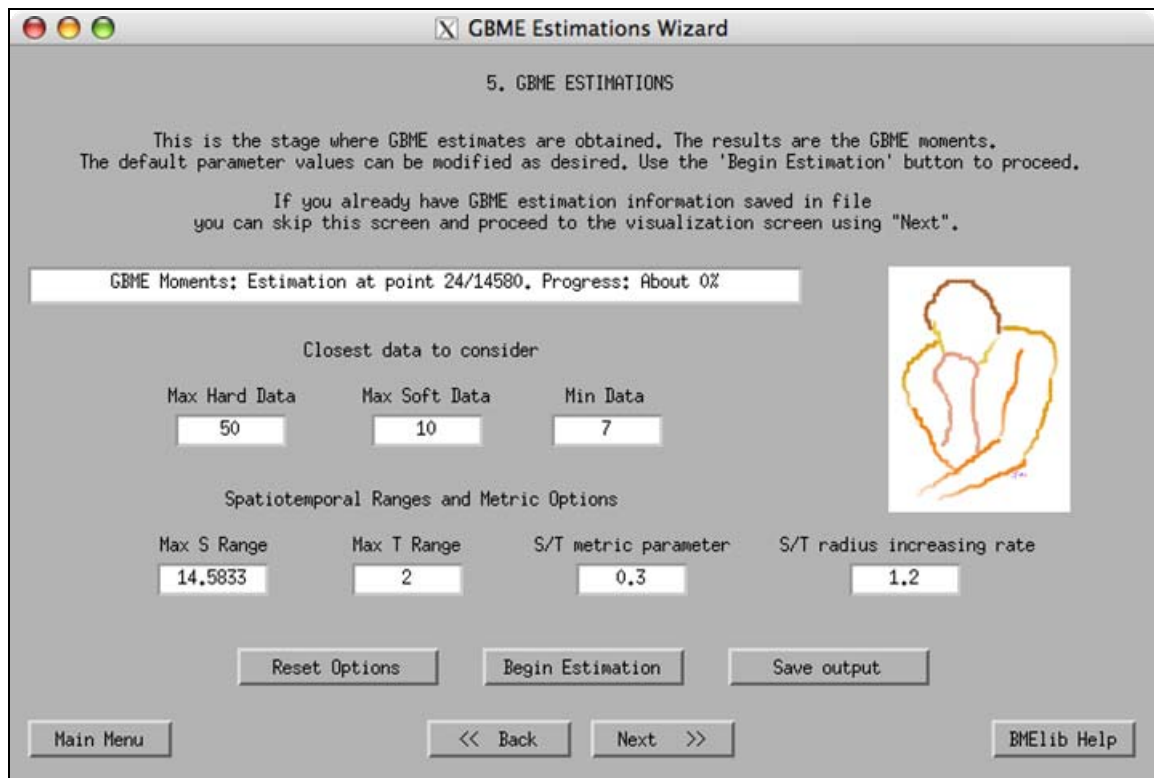 X GBME Estimations Wizard
5. GBME ESTIMATIONS
This is the stage where GBME estimates are obtained. The results are the GBME moments.
The default parameter values can be modified as desired. Use the 'Begin Estimation' button to proceed.
If you already have GBME estimation information saved in file
you can skip this screen and proceed to the visualization screen using "Next".
GBME Moments: Estimation at point 24/14580. Progress: About 0%
Closest data to consider
Max Hard Data Max Soft Data Min Data
50 10 7
Spatiotemporal Ranges and Metric Options
Max S Range Max T Range S/T metric parameter S/T radius increasing rate
14.5833 2 0.3 1.2
Reset Options Begin Estimation Save output
Main Menu << Back Next >> BMElib Help